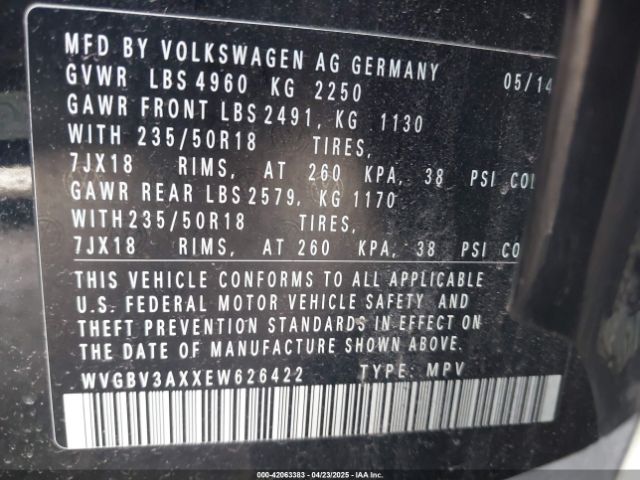 MFD BY VOLKSWAGEN AG GERMANY 05/14
GVWR LBS 4960 KG 2250
GAWR FRONT LBS 2491, KG 1130
WITH 235/50R18 TIRES,
7JX18 RIMS, AT 260 KPA, 38 PSI COL
GAWR REAR LBS 2579, KG 1170
WITH 235/50R18 TIRES,
7JX18 RIMS, AT 260 KPA, 38 PSI CO
THIS VEHICLE CONFORMS TO ALL APPLICABLE
U.S. FEDERAL MOTOR VEHICLE SAFETY AND
THEFT PREVENTION STANDARDS IN EFFECT ON
THE DATE OF MANUFACTURE SHOWN ABOVE.
WVGBV3AXXEW626422 TYPE: MPV
000-42063383 - 04/23/2025 - IAAI.com